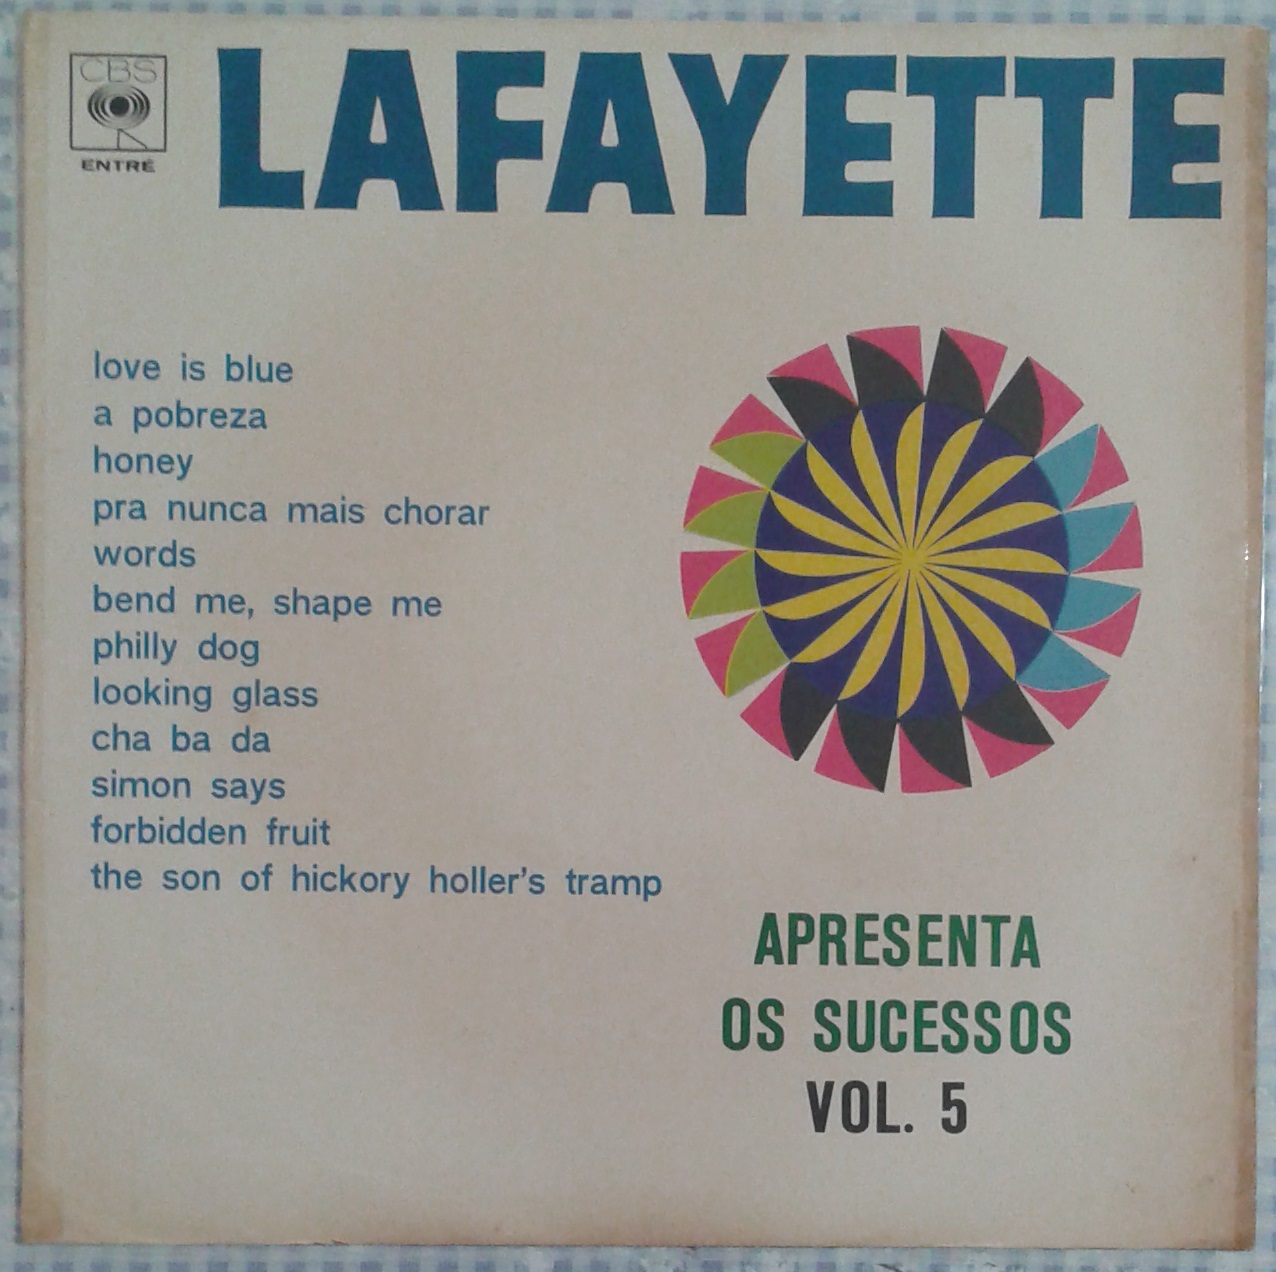 CBS
ENTRÉ
LAFAYETTE
love is blue
a pobreza
honey
pra nunca mais chorar
words
bend me, shape me
philly dog
looking glass
cha ba da
simon says
forbidden fruit
the son of hickory holler's tramp
APRESENTA
OS SUCESSOS
VOL. 5